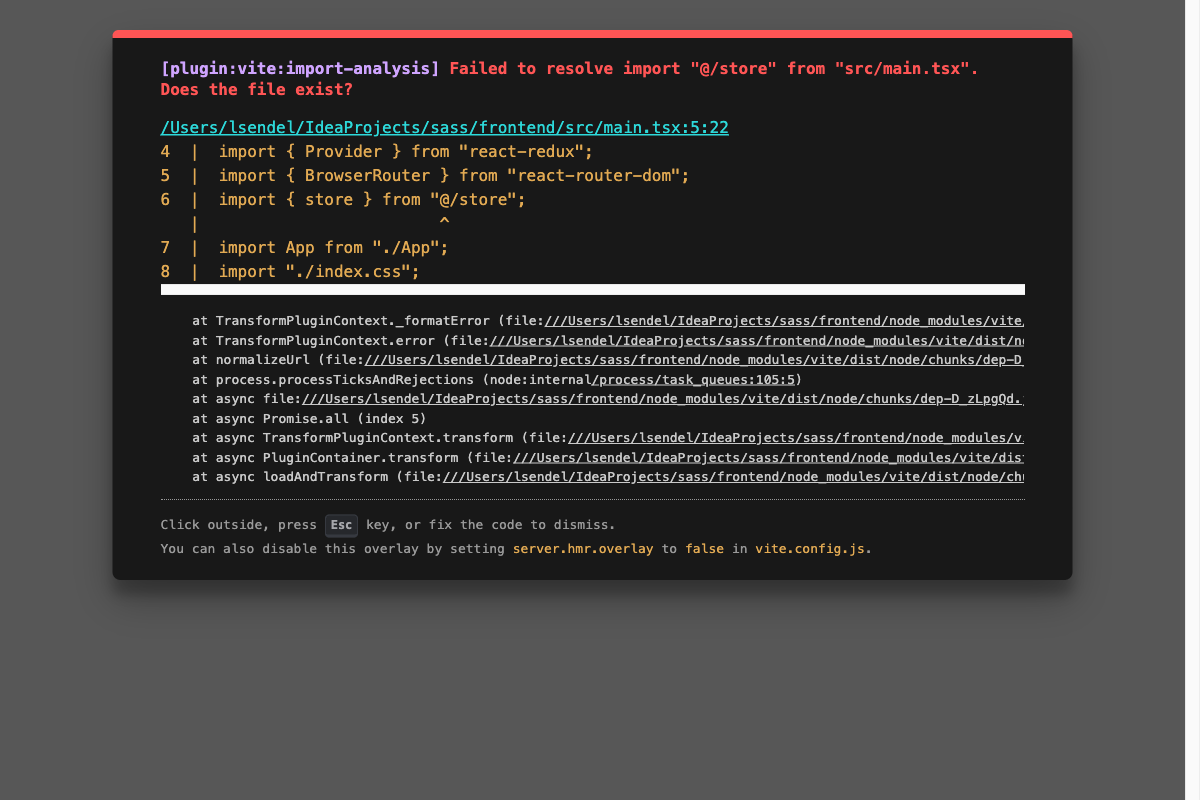 [plugin:vite:import-analysis] Failed to resolve import "@/store" from "src/main.tsx".
Does the file exist?
/Users/lsendel/IdeaProjects/sass/frontend/src/main.tsx:5:22
4  |  import { Provider } from "react-redux";
5  |  import { BrowserRouter } from "react-router-dom";
6  |  import { store } from "@/store";
   |                         ^
7  |  import App from "./App";
8  |  import "./index.css";
at TransformPluginContext._formatError (file:///Users/lsendel/IdeaProjects/sass/frontend/node_modules/vite/
at TransformPluginContext.error (file:///Users/lsendel/IdeaProjects/sass/frontend/node_modules/vite/dist/no
at normalizeUrl (file:///Users/lsendel/IdeaProjects/sass/frontend/node_modules/vite/dist/node/chunks/dep-D_
at process.processTicksAndRejections (node:internal/process/task_queues:105:5)
at async file:///Users/lsendel/IdeaProjects/sass/frontend/node_modules/vite/dist/node/chunks/dep-D_zLpgQd.
at async Promise.all (index 5)
at async TransformPluginContext.transform (file:///Users/lsendel/IdeaProjects/sass/frontend/node_modules/v
at async PluginContainer.transform (file:///Users/lsendel/IdeaProjects/sass/frontend/node_modules/vite/dis
at async loadAndTransform (file:///Users/lsendel/IdeaProjects/sass/frontend/node_modules/vite/dist/node/ch
Click outside, press Esc key, or fix the code to dismiss.
You can also disable this overlay by setting server.hmr.overlay to false in vite.config.js.